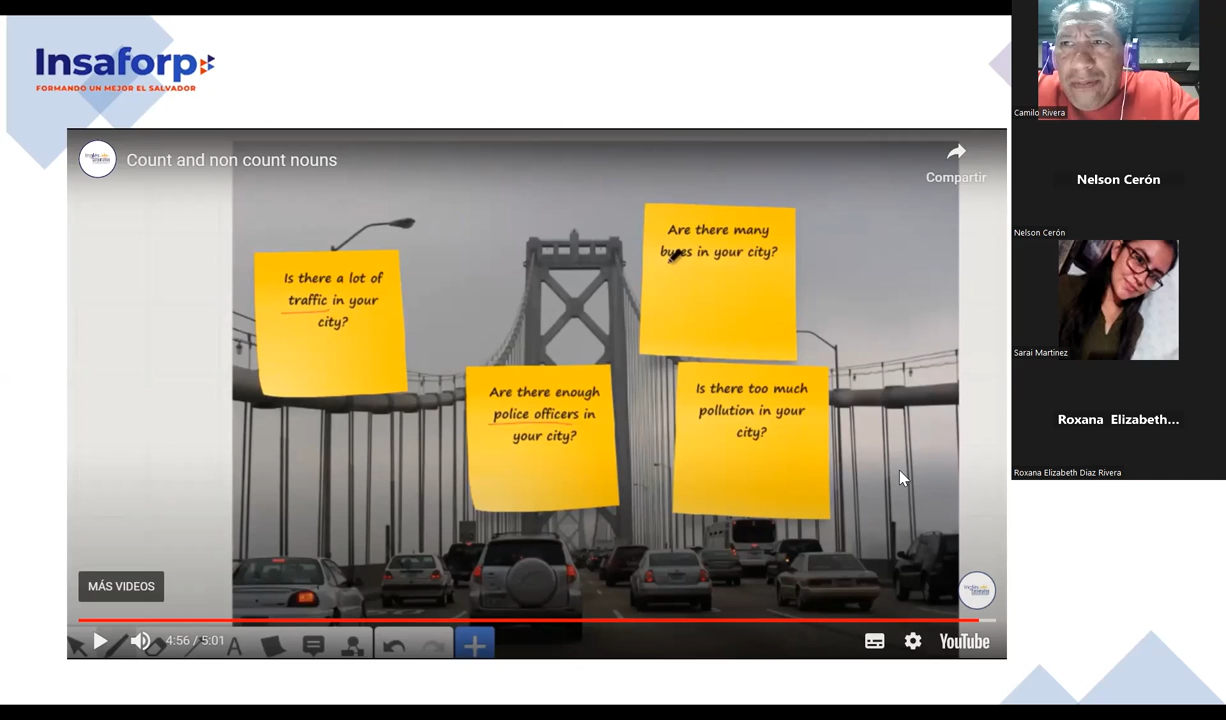 Insaforp
FORMANDO UN MEJOR EL SALVADOR
Count and non count nouns
Compartir
Is there a lot of
traffic in your
city?
Are there many
buses in your city?
Are there enough
police officers in
your city?
Is there too much
pollution in your
city?
MÁS VIDEOS
4:56 / 5:01
A
YouTube
Camilo Rivera
Nelson Cerón
Nelson Cerón
Sarai Martinez
Roxana Elizabeth...
Roxana Elizabeth Diaz Rivera